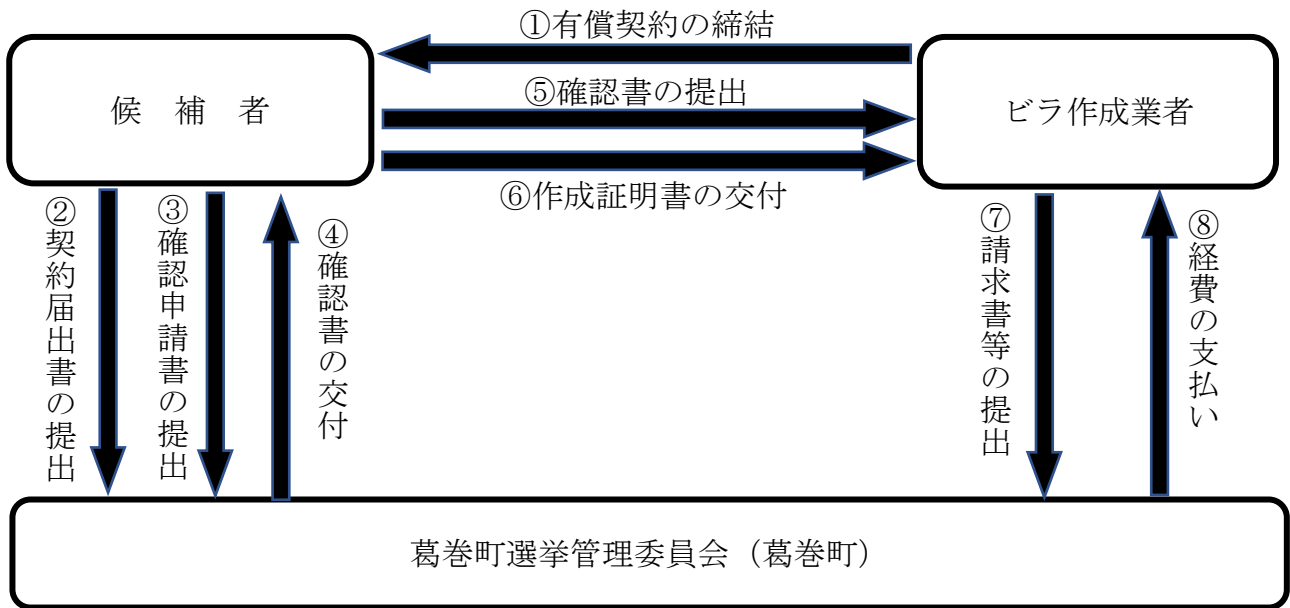 ①有償契約の締結
候　補　者
⑤確認書の提出
ビラ作成業者
⑥作成証明書の交付
②契約届出書の提出
③確認申請書の提出
④確認書の交付
⑦請求書等の提出
⑧経費の支払い
葛巻町選挙管理委員会（葛巻町）